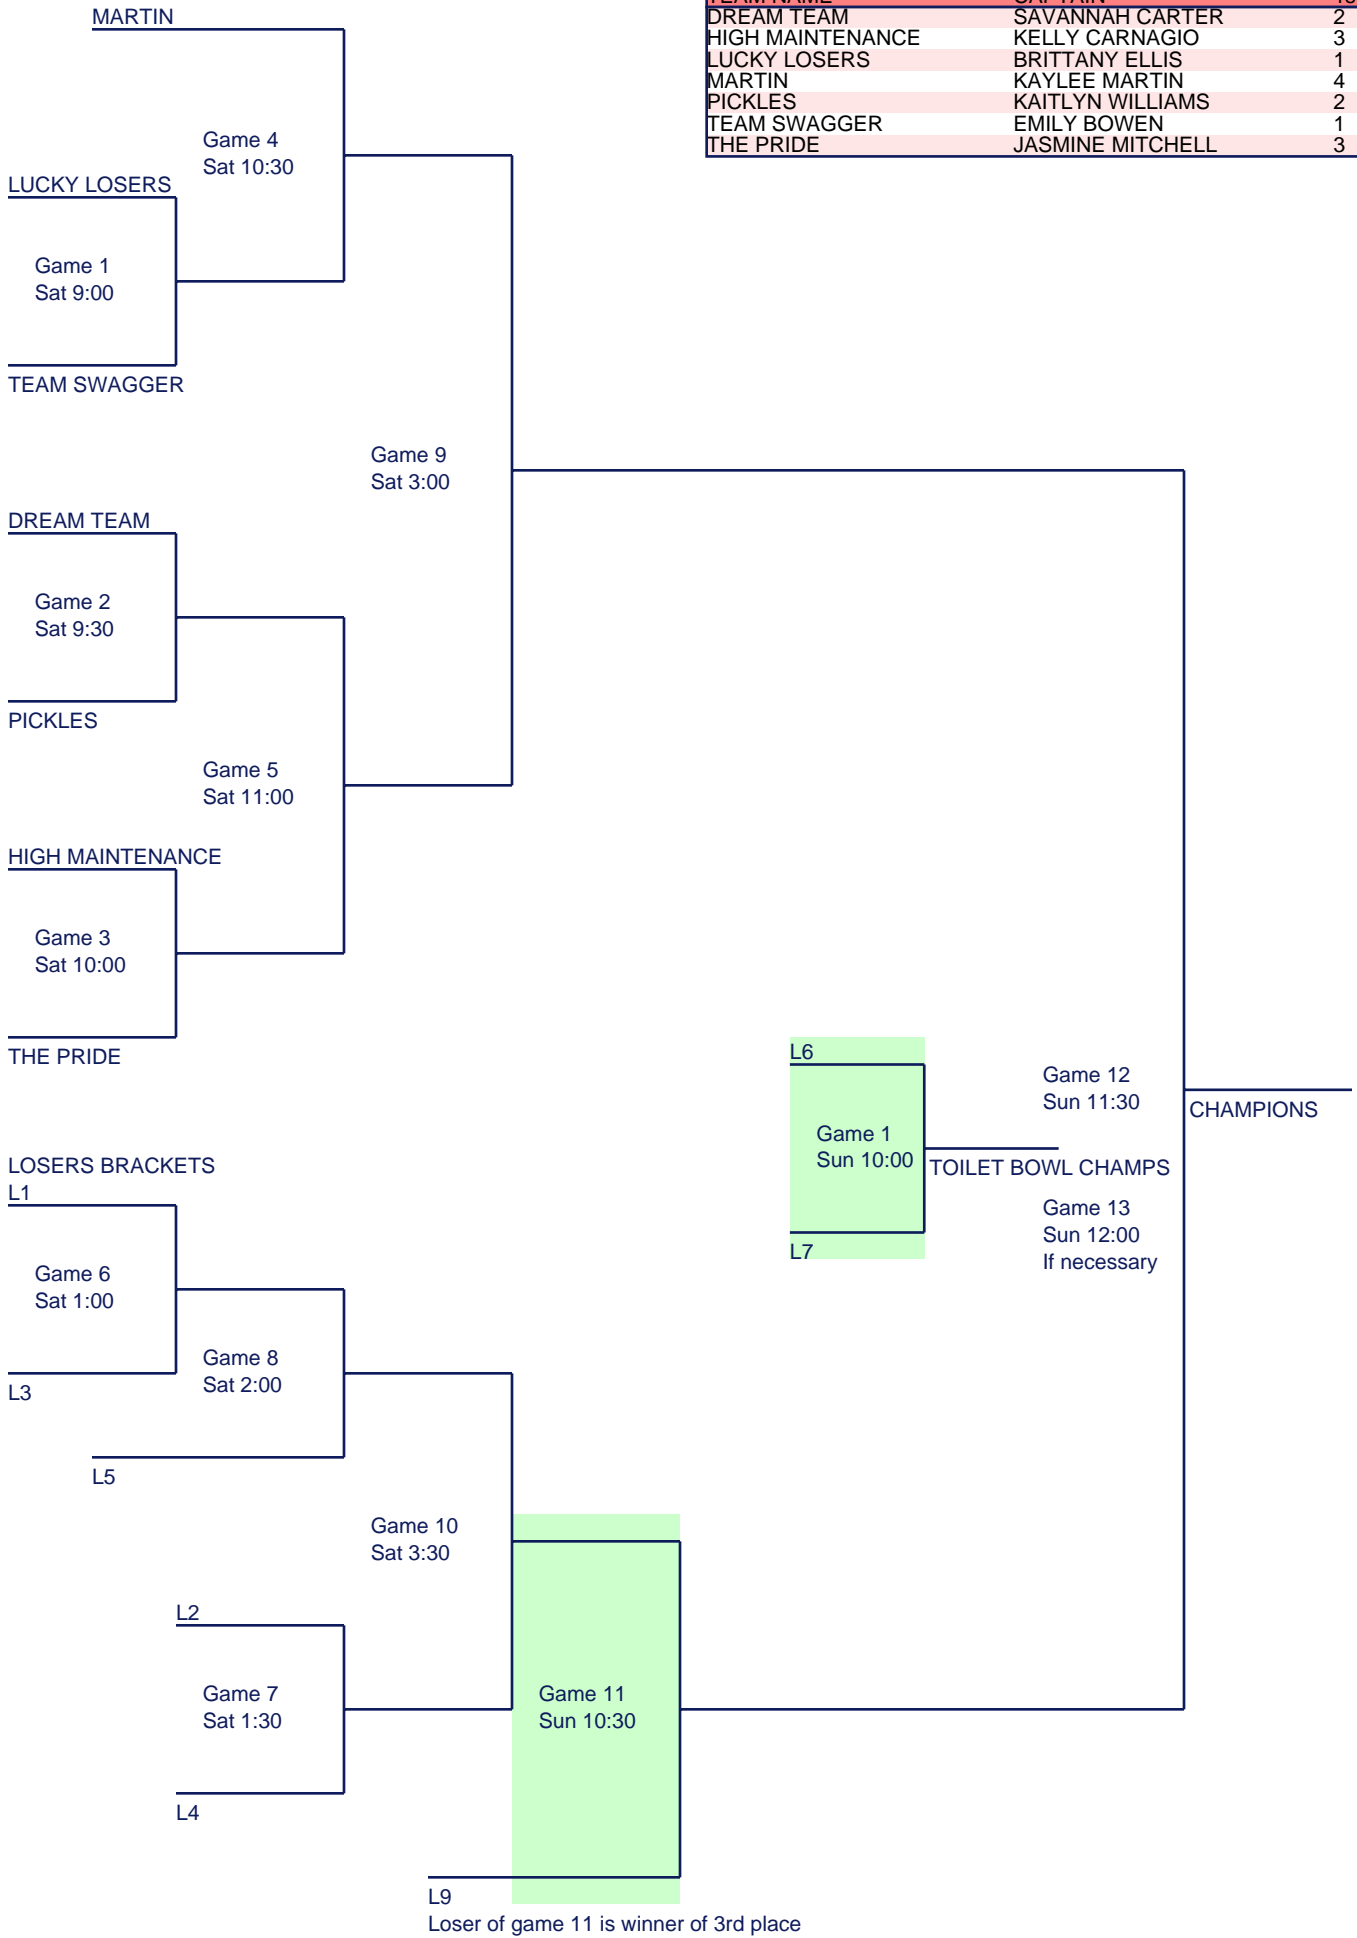 MARTIN
DREAM TEAM SAVANNAH CARTER 2
HIGH MAINTENANCE KELLY CARNAGIO 3
LUCKY LOSERS BRITTANY ELLIS 1
MARTIN KAYLEE MARTIN 4
PICKLES KAITLYN WILLIAMS 2
TEAM SWAGGER EMILY BOWEN 1
THE PRIDE JASMINE MITCHELL 3
Game 4
Sat 10:30
LUCKY LOSERS
Game 1
Sat 9:00
TEAM SWAGGER
Game 9
Sat 3:00
DREAM TEAM
Game 2
Sat 9:30
PICKLES
Game 5
Sat 11:00
HIGH MAINTENANCE
Game 3
Sat 10:00
THE PRIDE
L6
Game 1
Sun 10:00
TOILET BOWL CHAMPS
L7
Game 12
Sun 11:30
CHAMPIONS
Game 13
Sun 12:00
If necessary
LOSERS BRACKETS
L1
Game 6
Sat 1:00
L3
Game 8
Sat 2:00
L5
Game 10
Sat 3:30
L2
Game 7
Sat 1:30
L4
Game 11
Sun 10:30
L9
Loser of game 11 is winner of 3rd place